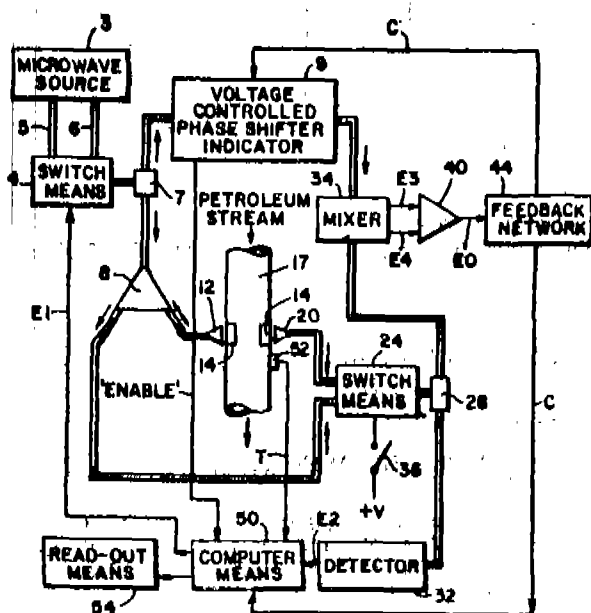 C
3
9
MICROWAVE
SOURCE
VOLTAGE
CONTROLLED
PHASE SHIFTER
INDICATOR
5
6
4
SWITCH
MEANS
7
34
E3
40
44
PETROLEUM
STREAM
MIXER
E4
EO
FEEDBACK
NETWORK
8
17
12
14
20
E1
52
24
14
SWITCH
MEANS
28
'ENABLE'
C
T
36
+V
50
E2
READ-OUT
MEANS
COMPUTER
MEANS
DETECTOR
54
32